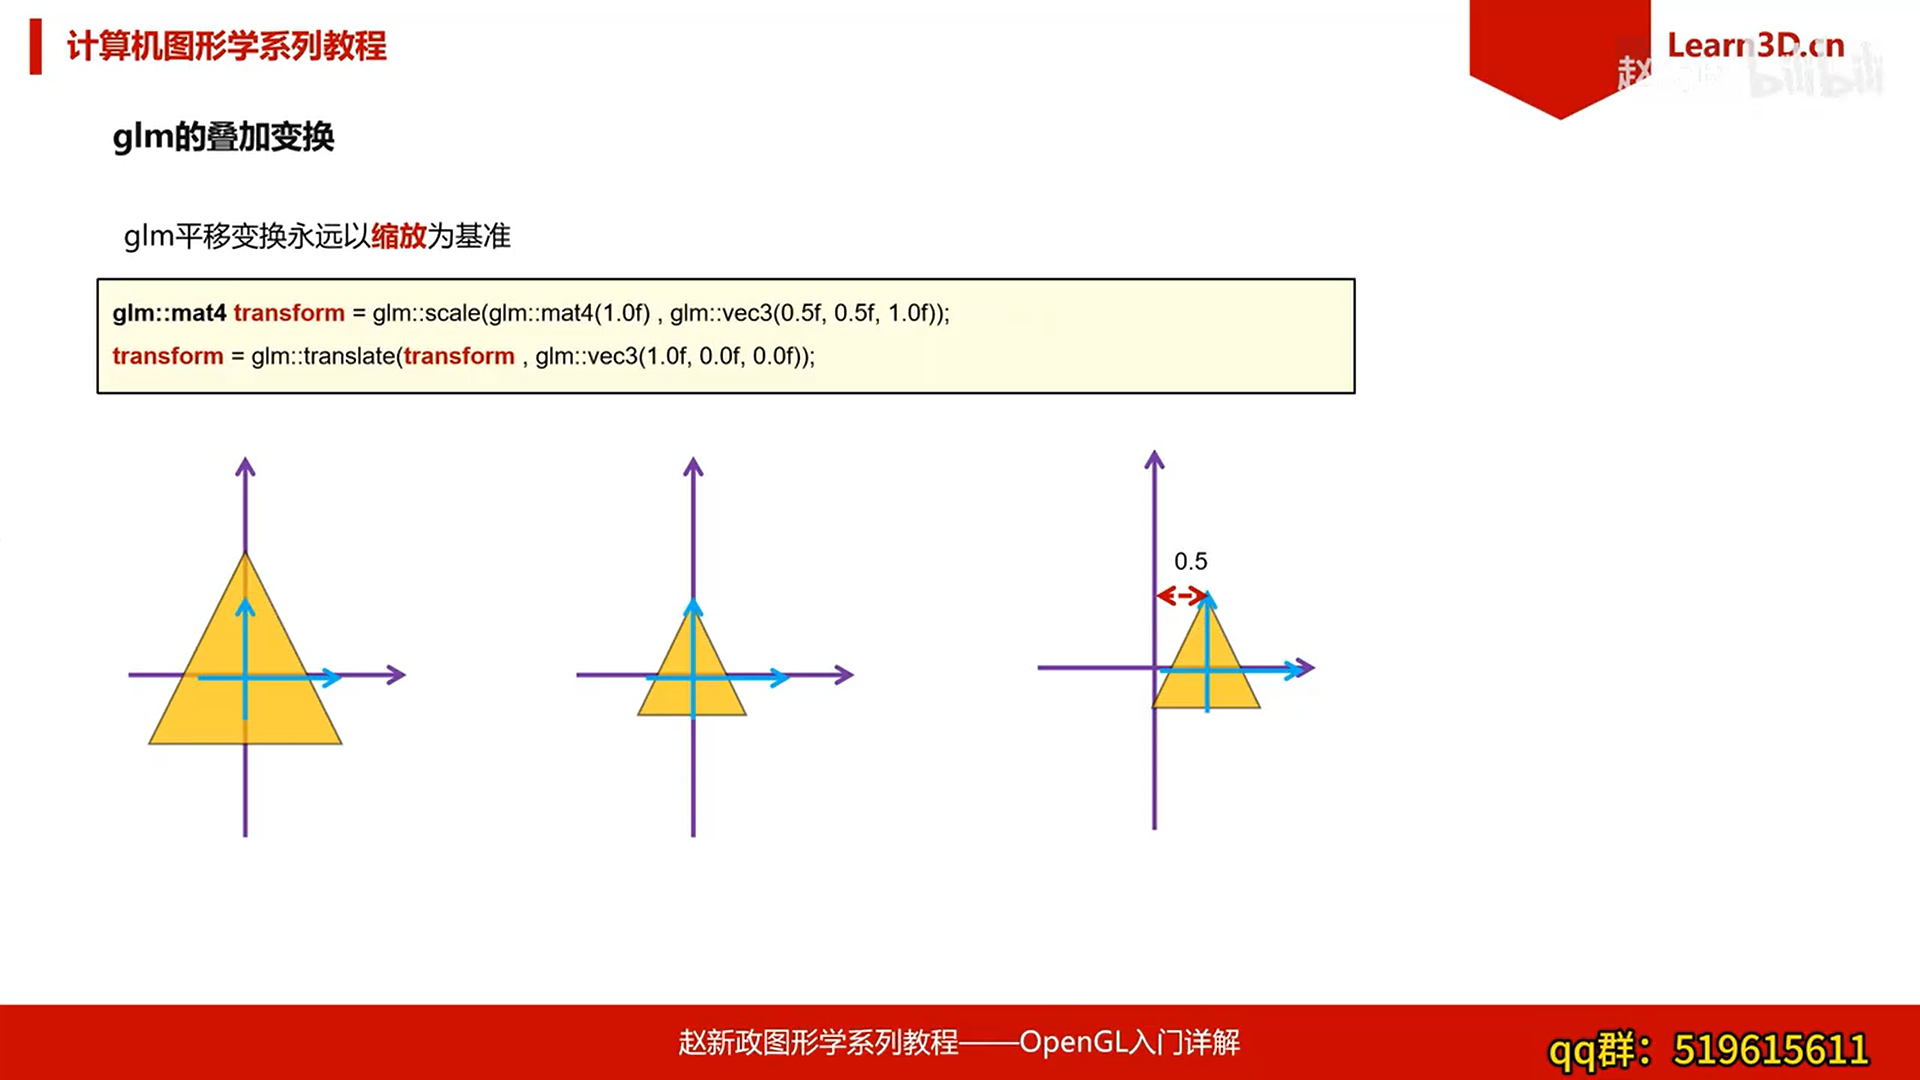 计算机图形学系列教程
Learn3D.cn
bilibili
glm的叠加变换
glm平移变换永远以缩放为基准
glm::mat4 transform = glm::scale(glm::mat4(1.0f) , glm::vec3(0.5f, 0.5f, 1.0f));
transform = glm::translate(transform , glm::vec3(1.0f, 0.0f, 0.0f));
0.5
赵新政图形学系列教程——OpenGL入门详解
qq群：519615611